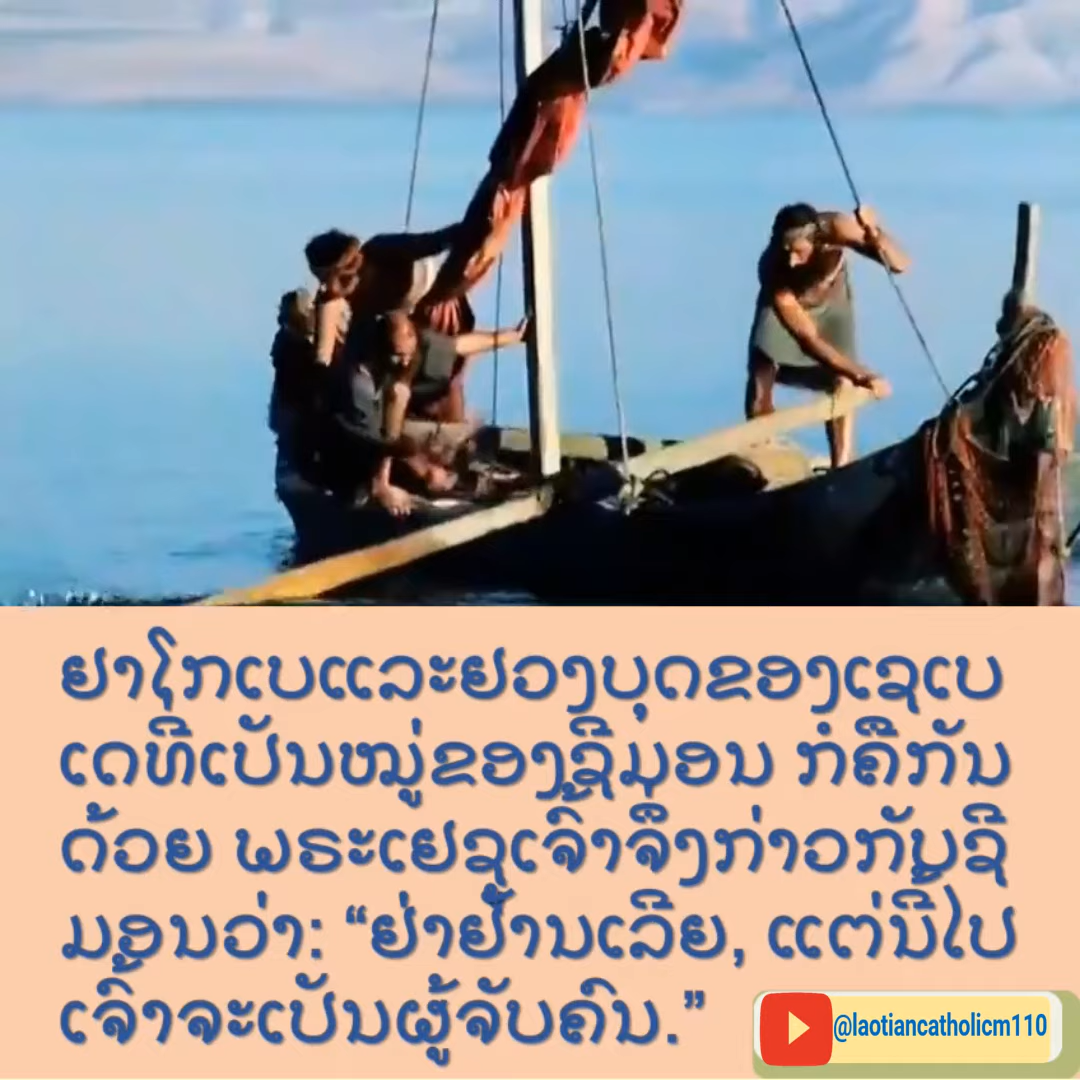 ຢາໂກເບແລະຢວງບຸດຂອງເຊເບ
ເດທີ່ເປັນໝູ່ຂອງຊີມອນ ກໍຄືກັນ
ດ້ວຍ ພຣະເຢຊູເຈົ້າຈຶ່ງກ່າວກັບຊີ
ມອນວ່າ: “ຢ່າຢ້ານເລີຍ, ແຕ່ນີ້ໄປ
ເຈົ້າຈະເປັນຜູ້ຈັບຄົນ.”
@laotiancatholicm110